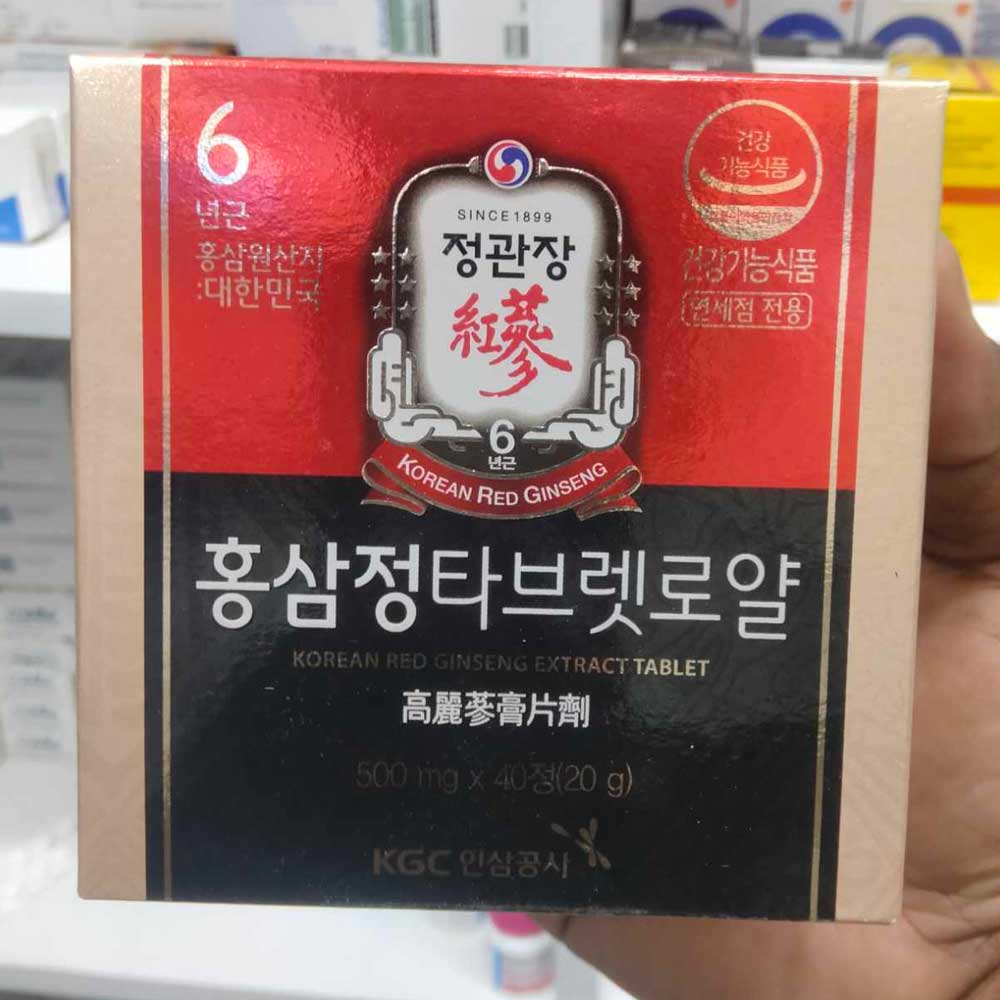 6
년근
홍삼원산지
:대한민국
SINCE 1899
정관장
紅蔘
6
년근
KOREAN RED GINSENG
건강
기능식품
건강기능식품
면세점 전용
홍삼정타브렛로얄
KOREAN RED GINSENG EXTRACT TABLET
高麗蔘膏片劑
500 mg x 40정(20 g)
KGC 인삼공사